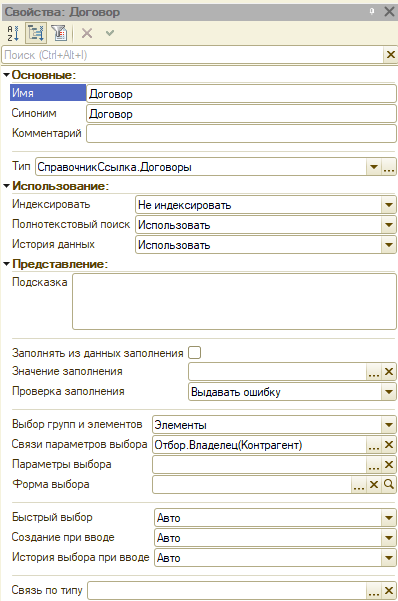 Свойства: Договор
Поиск (Ctrl+Alt+I)
Основные:
Имя Договор
Синоним Договор
Комментарий
Тип СправочникСсылка.Договоры
Использование:
Индексировать Не индексировать
Полнотекстовый поиск Использовать
История данных Использовать
Представление:
Подсказка
Заполнять из данных заполнения
Значение заполнения
Проверка заполнения Выдавать ошибку
Выбор групп и элементов Элементы
Связи параметров выбора Отбор.Владелец(Контрагент)
Параметры выбора
Форма выбора
Быстрый выбор Авто
Создание при вводе Авто
История выбора при вводе Авто
Связь по типу